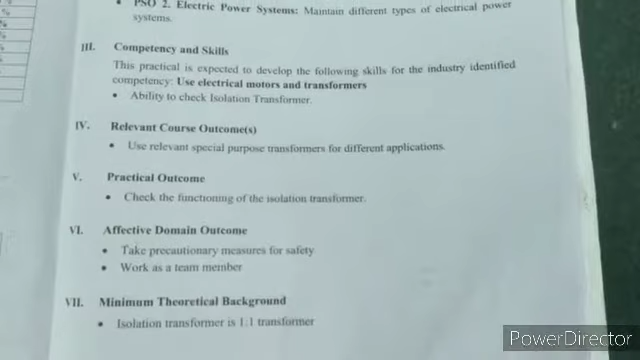 • PSO 2. Electric Power Systems: Maintain different types of electrical power
systems.
III. Competency and Skills
This practical is expected to develop the following skills for the industry identified
competency: Use electrical motors and transformers
• Ability to check Isolation Transformer.
IV. Relevant Course Outcome(s)
• Use relevant special purpose transformers for different applications.
V. Practical Outcome
• Check the functioning of the isolation transformer.
VI. Affective Domain Outcome
• Take precautionary measures for safety
• Work as a team member
VII. Minimum Theoretical Background
• Isolation transformer is 1:1 transformer
PowerDirector